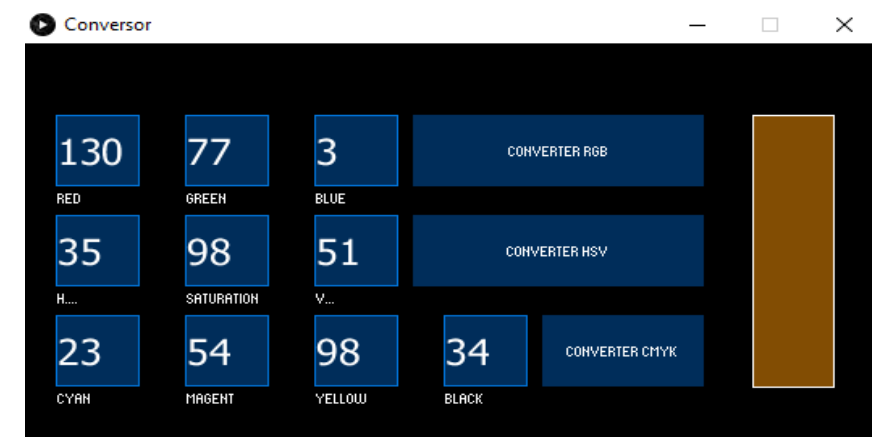 Conversor
130 77 3 CONVERTER RGB
RED GREEN BLUE
35 98 51 CONVERTER HSV
H.... SATURATION V...
23 54 98 34 CONVERTER CMYK
CYAN MAGENT YELLOW BLACK